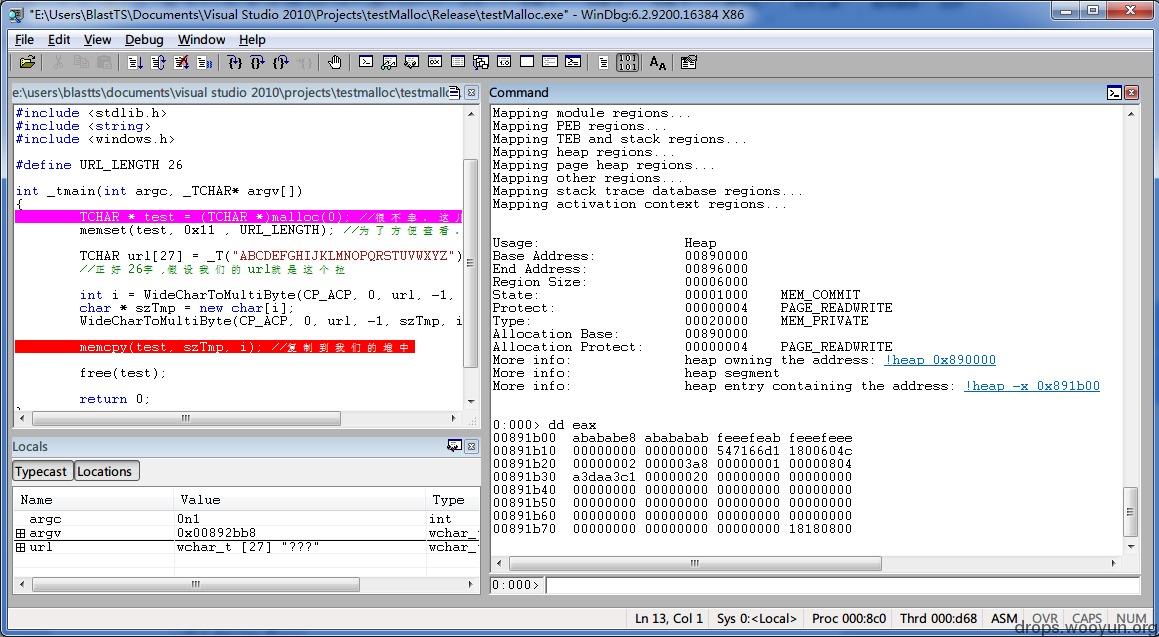 "E:\Users\BlastTS\Documents\Visual Studio 2010\Projects\testMalloc\Release\testMalloc.exe" - WinDbg:6.2.9200.16384 X86
File Edit View Debug Window Help
e:\users\blastts\documents\visual studio 2010\projects\testmalloc\testmallo
#include <stdlib.h>
#include <string>
#include <windows.h>
#define URL_LENGTH 26
int _tmain(int argc, _TCHAR* argv[])
{
TCHAR * test = (TCHAR *)malloc(0); //很不幸. 这儿
memset(test, 0x11 , URL_LENGTH); //为了方便查看.
TCHAR url[27] = _T("ABCDEFGHIJKLMNOPQRSTUVWXYZ")
//正好26字,假设我们的url就是这个拉
int i = WideCharToMultiByte(CP_ACP, 0, url, -1,
char * szTmp = new char[i];
WideCharToMultiByte(CP_ACP, 0, url, -1, szTmp, i
memcpy(test, szTmp, i); //复制到我们的堆中
free(test);
return 0;
Locals
Typecast Locations
Name Value Type
argc 0n1 int
argv 0x00892bb8 wchar_
url wchar_t [27] "???" wchar_
Command
Mapping module regions...
Mapping PEB regions...
Mapping TEB and stack regions...
Mapping heap regions...
Mapping page heap regions...
Mapping other regions...
Mapping stack trace database regions...
Mapping activation context regions...
Usage: Heap
Base Address: 00890000
End Address: 00896000
Region Size: 00006000
State: 00001000 MEM_COMMIT
Protect: 00000004 PAGE_READWRITE
Type: 00020000 MEM_PRIVATE
Allocation Base: 00890000
Allocation Protect: 00000004 PAGE_READWRITE
More info: heap owning the address: !heap 0x890000
More info: heap segment
More info: heap entry containing the address: !heap -x 0x891b00
0:000> dd eax
00891b00 abababe8 abababab feeefeab feeefeee
00891b10 00000000 00000000 547166d1 1800604c
00891b20 00000002 000003a8 00000001 00000804
00891b30 a3daa3c1 00000020 00000000 00000000
00891b40 00000000 00000000 00000000 00000000
00891b50 00000000 00000000 00000000 00000000
00891b60 00000000 00000000 00000000 00000000
00891b70 00000000 00000000 00000000 18180800
0:000>
Ln 13, Col 1 Sys 0:<Local> Proc 000:8c0 Thrd 000:d68 ASM OVR CAPS NUM
drops.wooyun.org